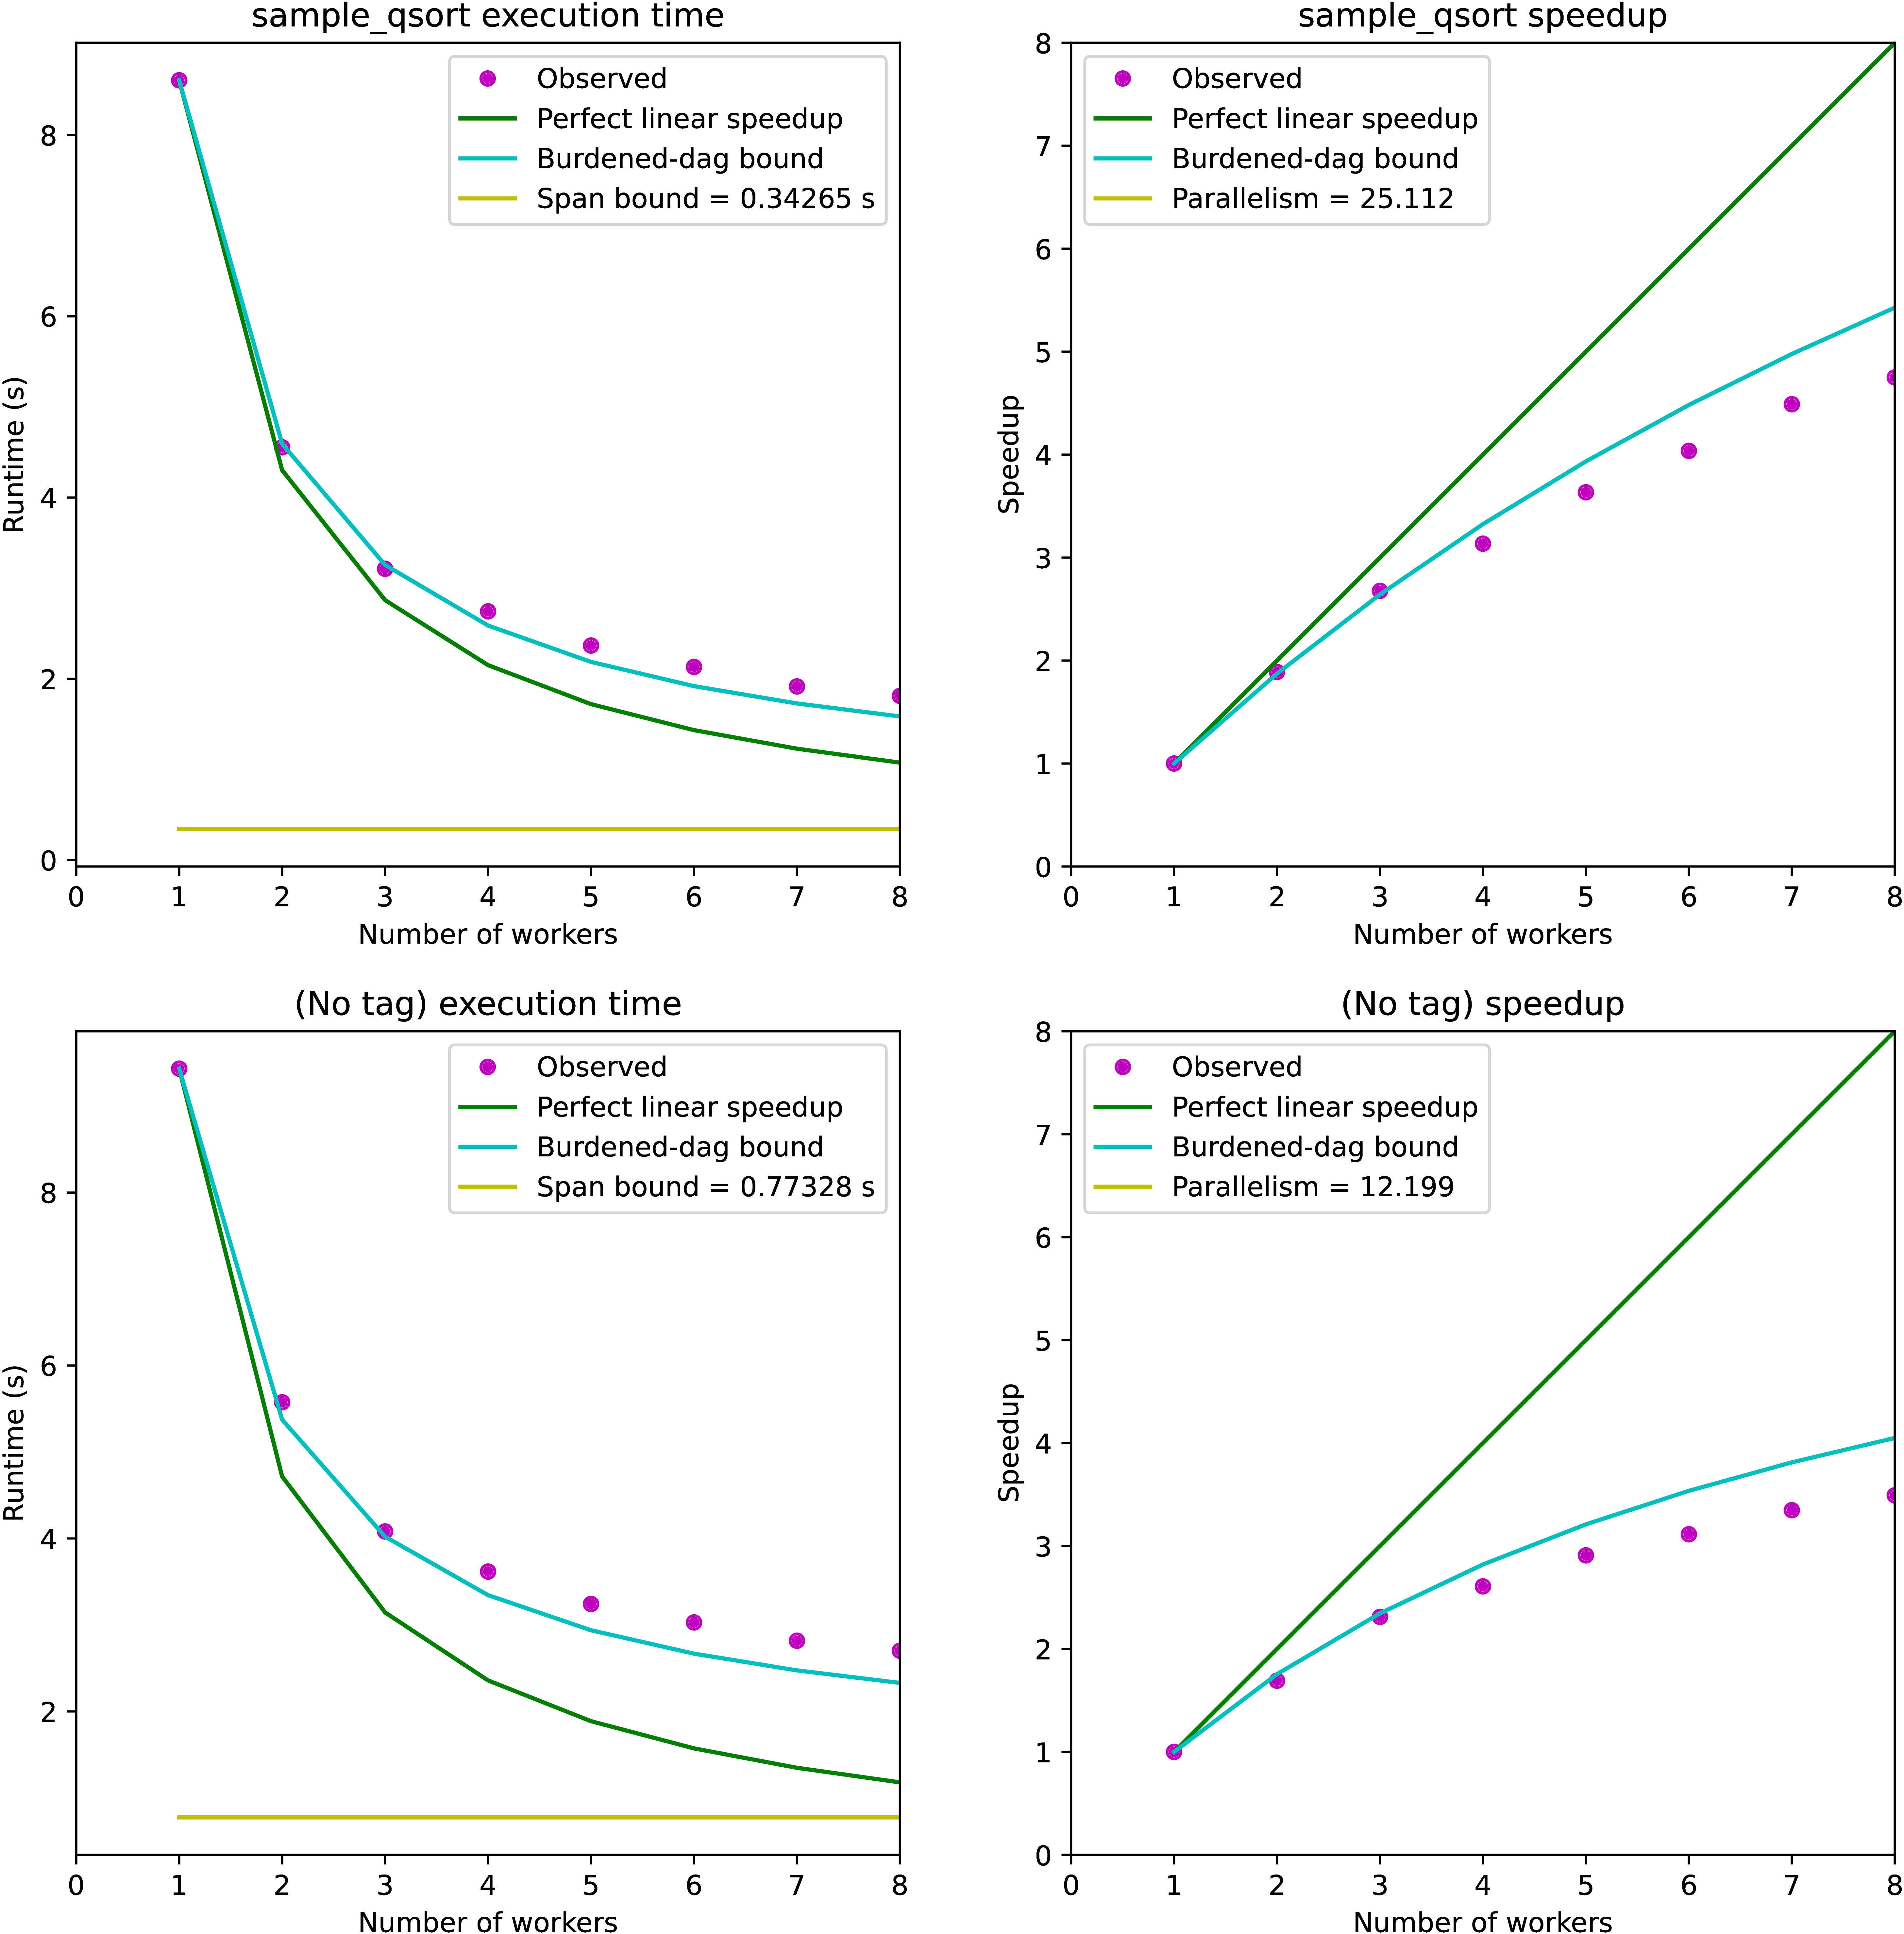 sample_qsort execution time
8
6
4
2
0
Runtime (s)
Observed
Perfect linear speedup
Burdened-dag bound
Span bound = 0.34265 s
0 1 2 3 4 5 6 7 8
Number of workers
sample_qsort speedup
8
7
6
5
4
3
2
1
0
Speedup
Observed
Perfect linear speedup
Burdened-dag bound
Parallelism = 25.112
0 1 2 3 4 5 6 7 8
Number of workers
(No tag) execution time
8
6
4
2
Runtime (s)
Observed
Perfect linear speedup
Burdened-dag bound
Span bound = 0.77328 s
0 1 2 3 4 5 6 7 8
Number of workers
(No tag) speedup
8
7
6
5
4
3
2
1
0
Speedup
Observed
Perfect linear speedup
Burdened-dag bound
Parallelism = 12.199
0 1 2 3 4 5 6 7 8
Number of workers